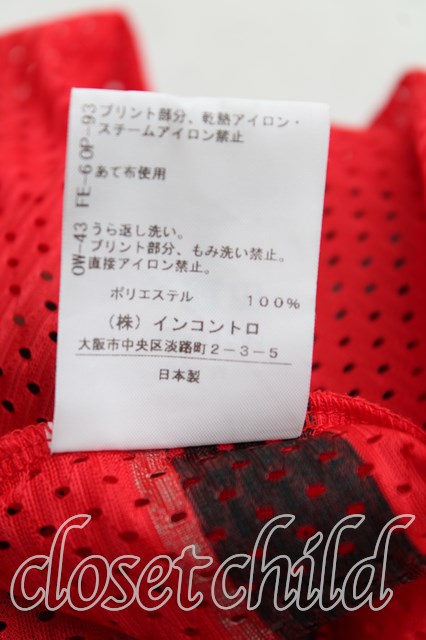 プリント部分、乾熱アイロン・
スチームアイロン禁止
あて布使用
うら返し洗い。
プリント部分、もみ洗い禁止。
直接アイロン禁止。
ポリエステル 100%
(株)インコントロ
大阪市中央区淡路町2-3-5
日本製
OW-43 FE-60P-93
closet child